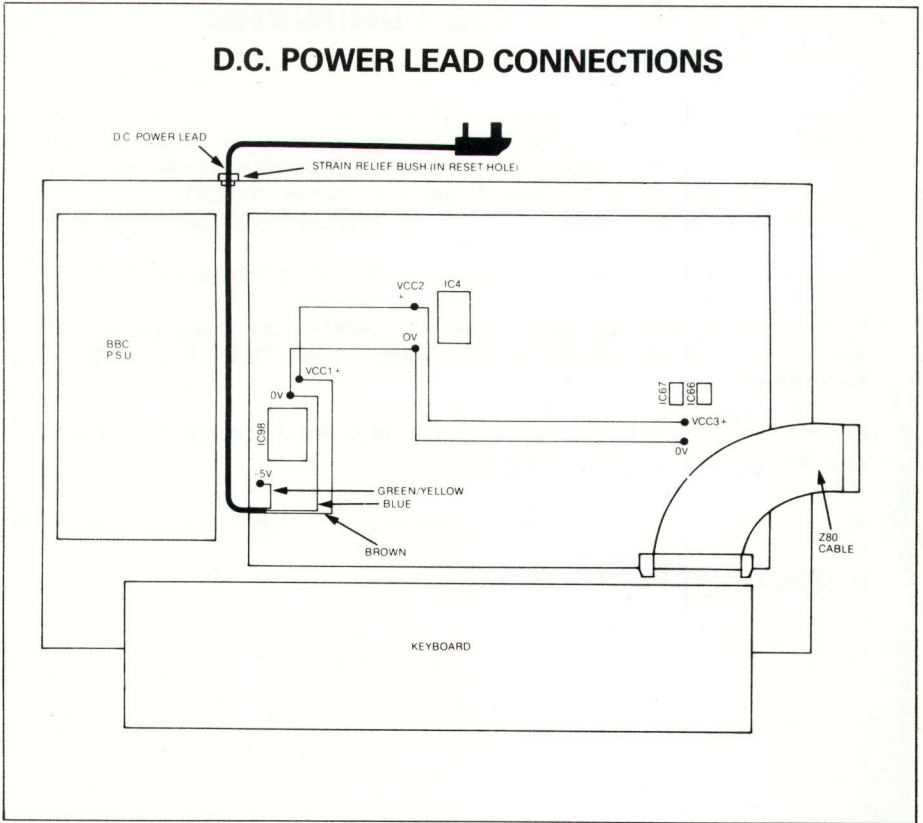 D.C. POWER LEAD CONNECTIONS
D.C. POWER LEAD
STRAIN RELIEF BUSH (IN RESET HOLE)
VCC2
+
IC4
BBC
P S U
0V
VCC1+
0V
IC98
IC67
IC66
VCC3+
0V
-5V
GREEN/YELLOW
BLUE
BROWN
Z80
CABLE
KEYBOARD